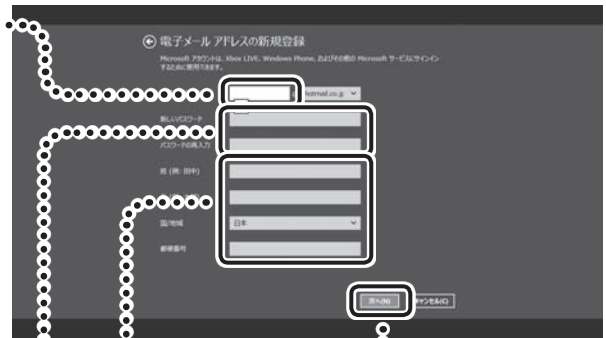 電子メール アドレスの新規登録
Microsoft アカウントは、Xbox LIVE、Windows Phone、およびその他の Microsoft サービスにサインイン
するために使用できます。
hotmail.co.jp
新しいパスワード
パスワードの再入力
姓 (例: 田中)
国/地域
日本
郵便番号
次へ(N)
キャンセル(C)